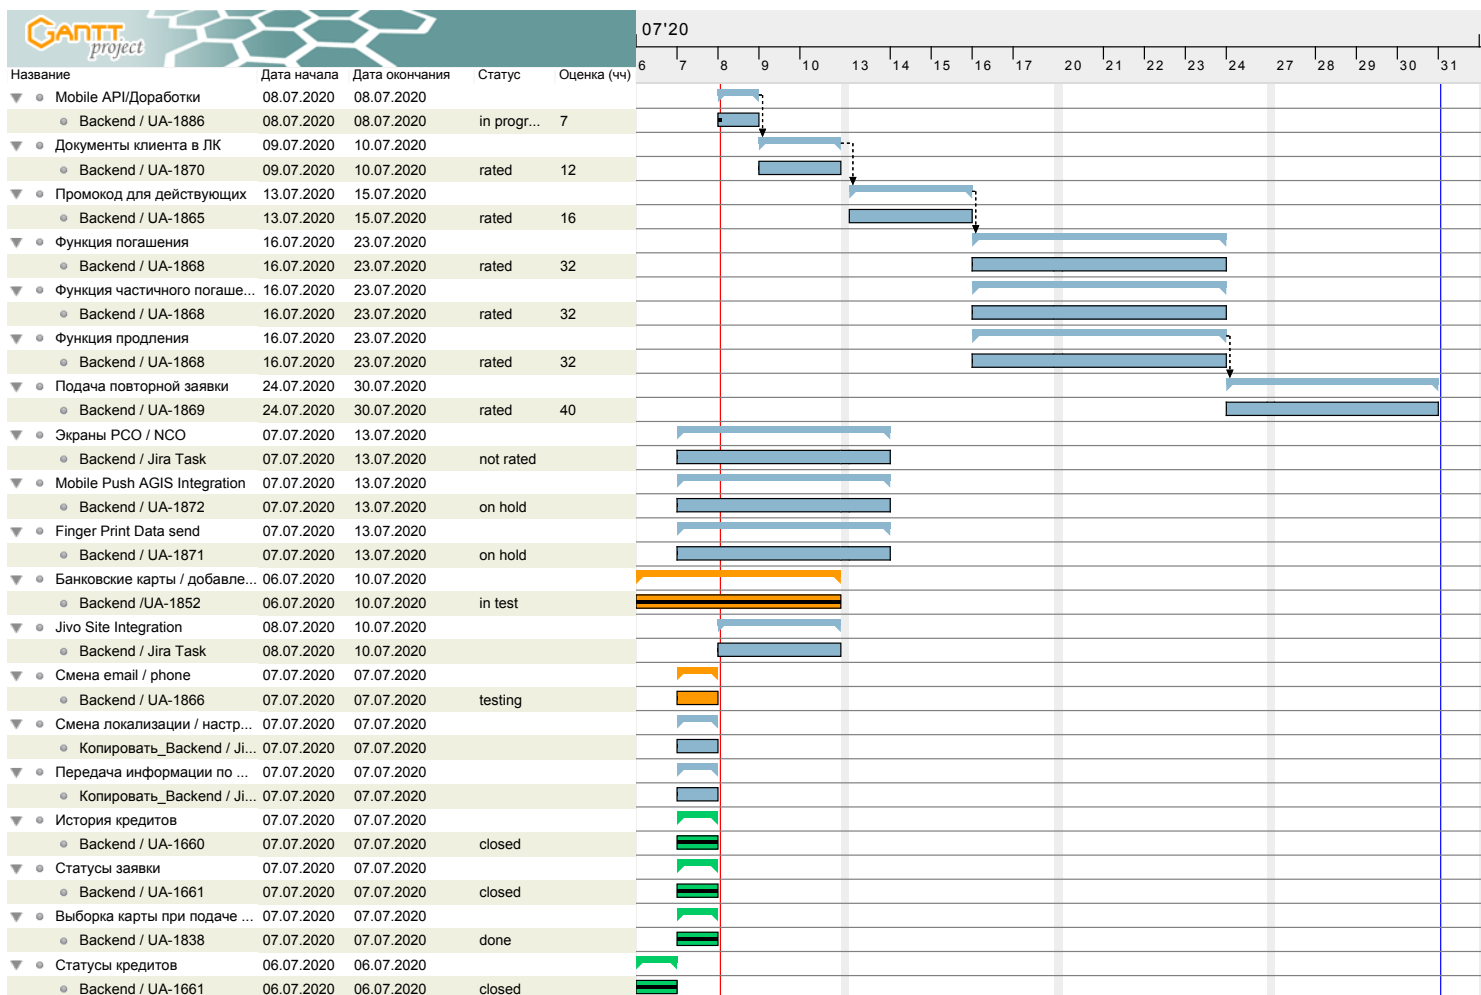 GANTT
project
07'20
6 7 8 9 10 13 14 15 16 17 20 21 22 23 24 27 28 29 30 31
Название Дата начала Дата окончания Статус Оценка (чч)
Mobile API/Доработки 08.07.2020 08.07.2020
Backend / UA-1886 08.07.2020 08.07.2020 in progr... 7
Документы клиента в ЛК 09.07.2020 10.07.2020
Backend / UA-1870 09.07.2020 10.07.2020 rated 12
Промокод для действующих 13.07.2020 15.07.2020
Backend / UA-1865 13.07.2020 15.07.2020 rated 16
Функция погашения 16.07.2020 23.07.2020
Backend / UA-1868 16.07.2020 23.07.2020 rated 32
Функция частичного погаше... 16.07.2020 23.07.2020
Backend / UA-1868 16.07.2020 23.07.2020 rated 32
Функция продления 16.07.2020 23.07.2020
Backend / UA-1868 16.07.2020 23.07.2020 rated 32
Подача повторной заявки 24.07.2020 30.07.2020
Backend / UA-1869 24.07.2020 30.07.2020 rated 40
Экраны PCO / NCO 07.07.2020 13.07.2020
Backend / Jira Task 07.07.2020 13.07.2020 not rated
Mobile Push AGIS Integration 07.07.2020 13.07.2020
Backend / UA-1872 07.07.2020 13.07.2020 on hold
Finger Print Data send 07.07.2020 13.07.2020
Backend / UA-1871 07.07.2020 13.07.2020 on hold
Банковские карты / добавле... 06.07.2020 10.07.2020
Backend /UA-1852 06.07.2020 10.07.2020 in test
Jivo Site Integration 08.07.2020 10.07.2020
Backend / Jira Task 08.07.2020 10.07.2020
Смена email / phone 07.07.2020 07.07.2020
Backend / UA-1866 07.07.2020 07.07.2020 testing
Смена локализации / настр... 07.07.2020 07.07.2020
Копировать_Backend / Ji... 07.07.2020 07.07.2020
Передача информации по ... 07.07.2020 07.07.2020
Копировать_Backend / Ji... 07.07.2020 07.07.2020
История кредитов 07.07.2020 07.07.2020
Backend / UA-1660 07.07.2020 07.07.2020 closed
Статусы заявки 07.07.2020 07.07.2020
Backend / UA-1661 07.07.2020 07.07.2020 closed
Выборка карты при подаче ... 07.07.2020 07.07.2020
Backend / UA-1838 07.07.2020 07.07.2020 done
Статусы кредитов 06.07.2020 06.07.2020
Backend / UA-1661 06.07.2020 06.07.2020 closed